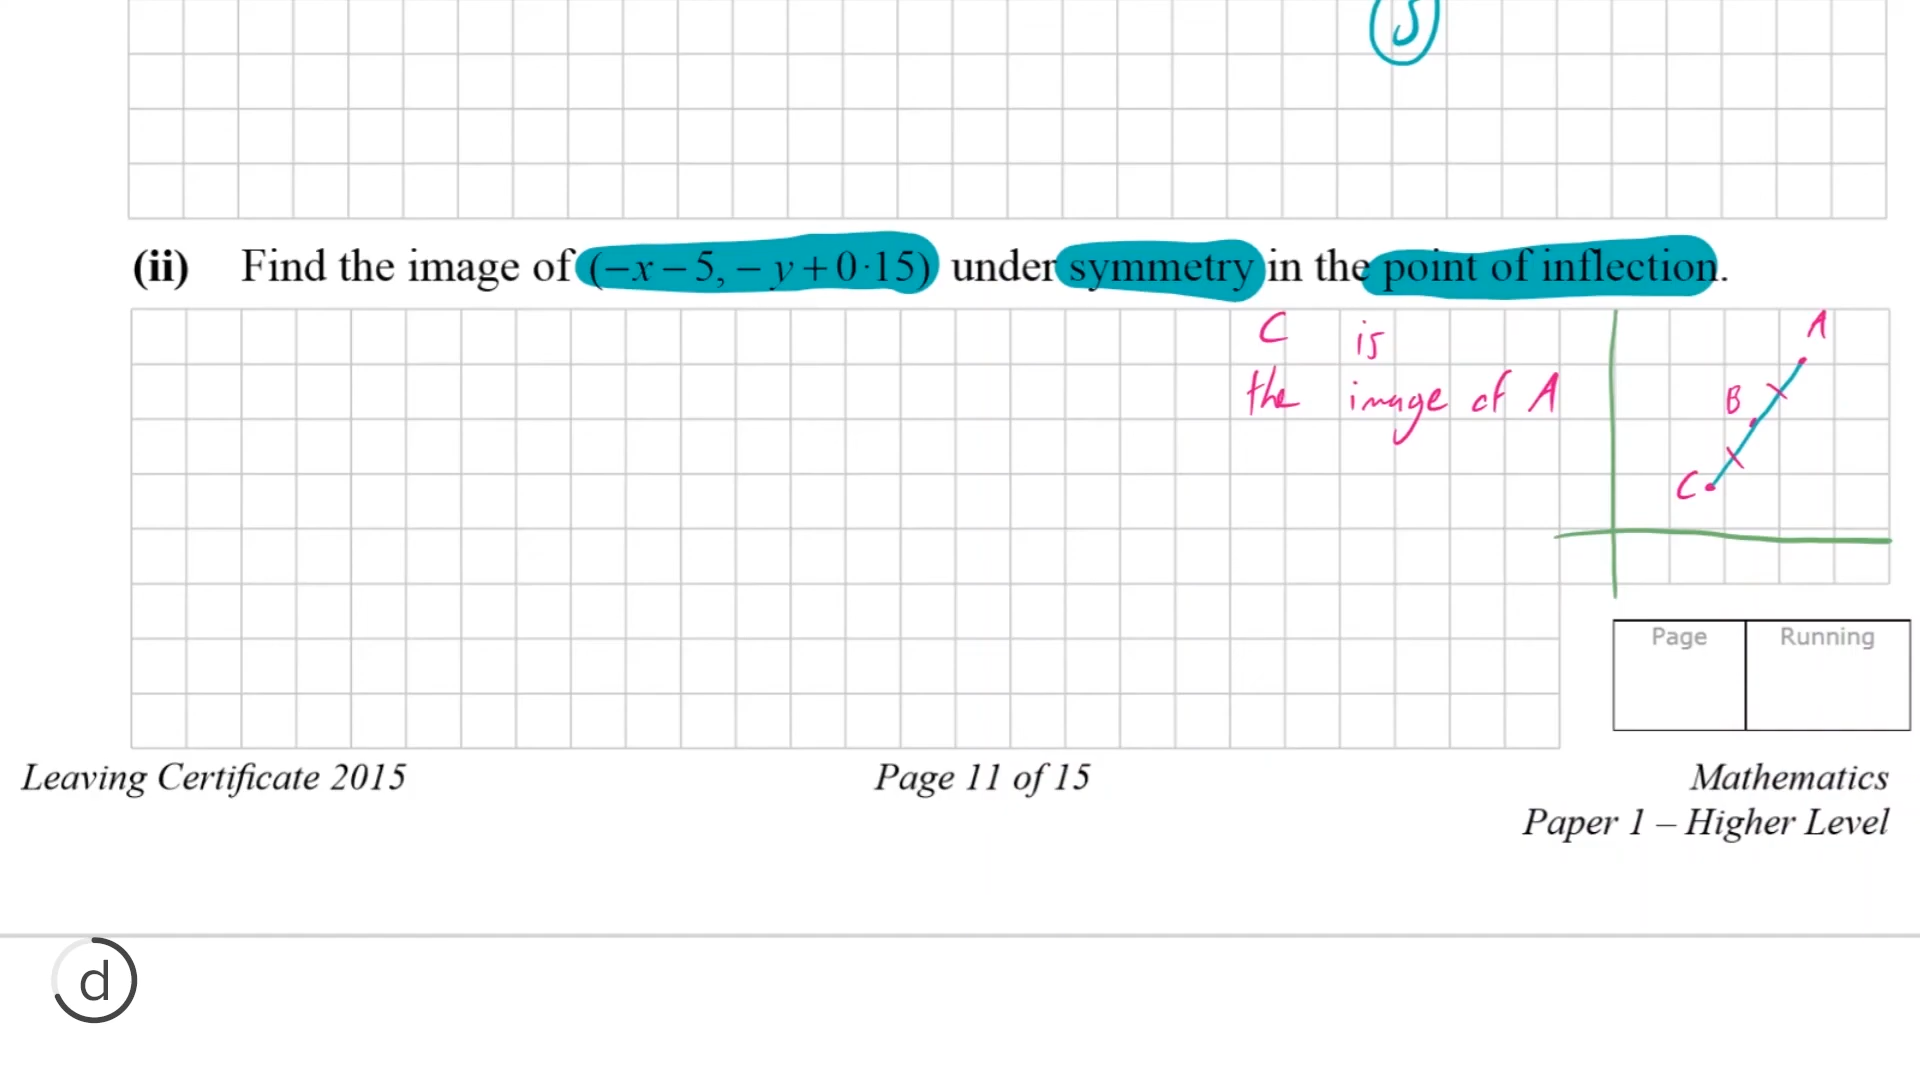 5
(ii) Find the image of (−x − 5, − y + 0·15) under symmetry in the point of inflection.
C is
the image of A
A
B
C
Page Running
Leaving Certificate 2015 Page 11 of 15 Mathematics
Paper 1 – Higher Level
d